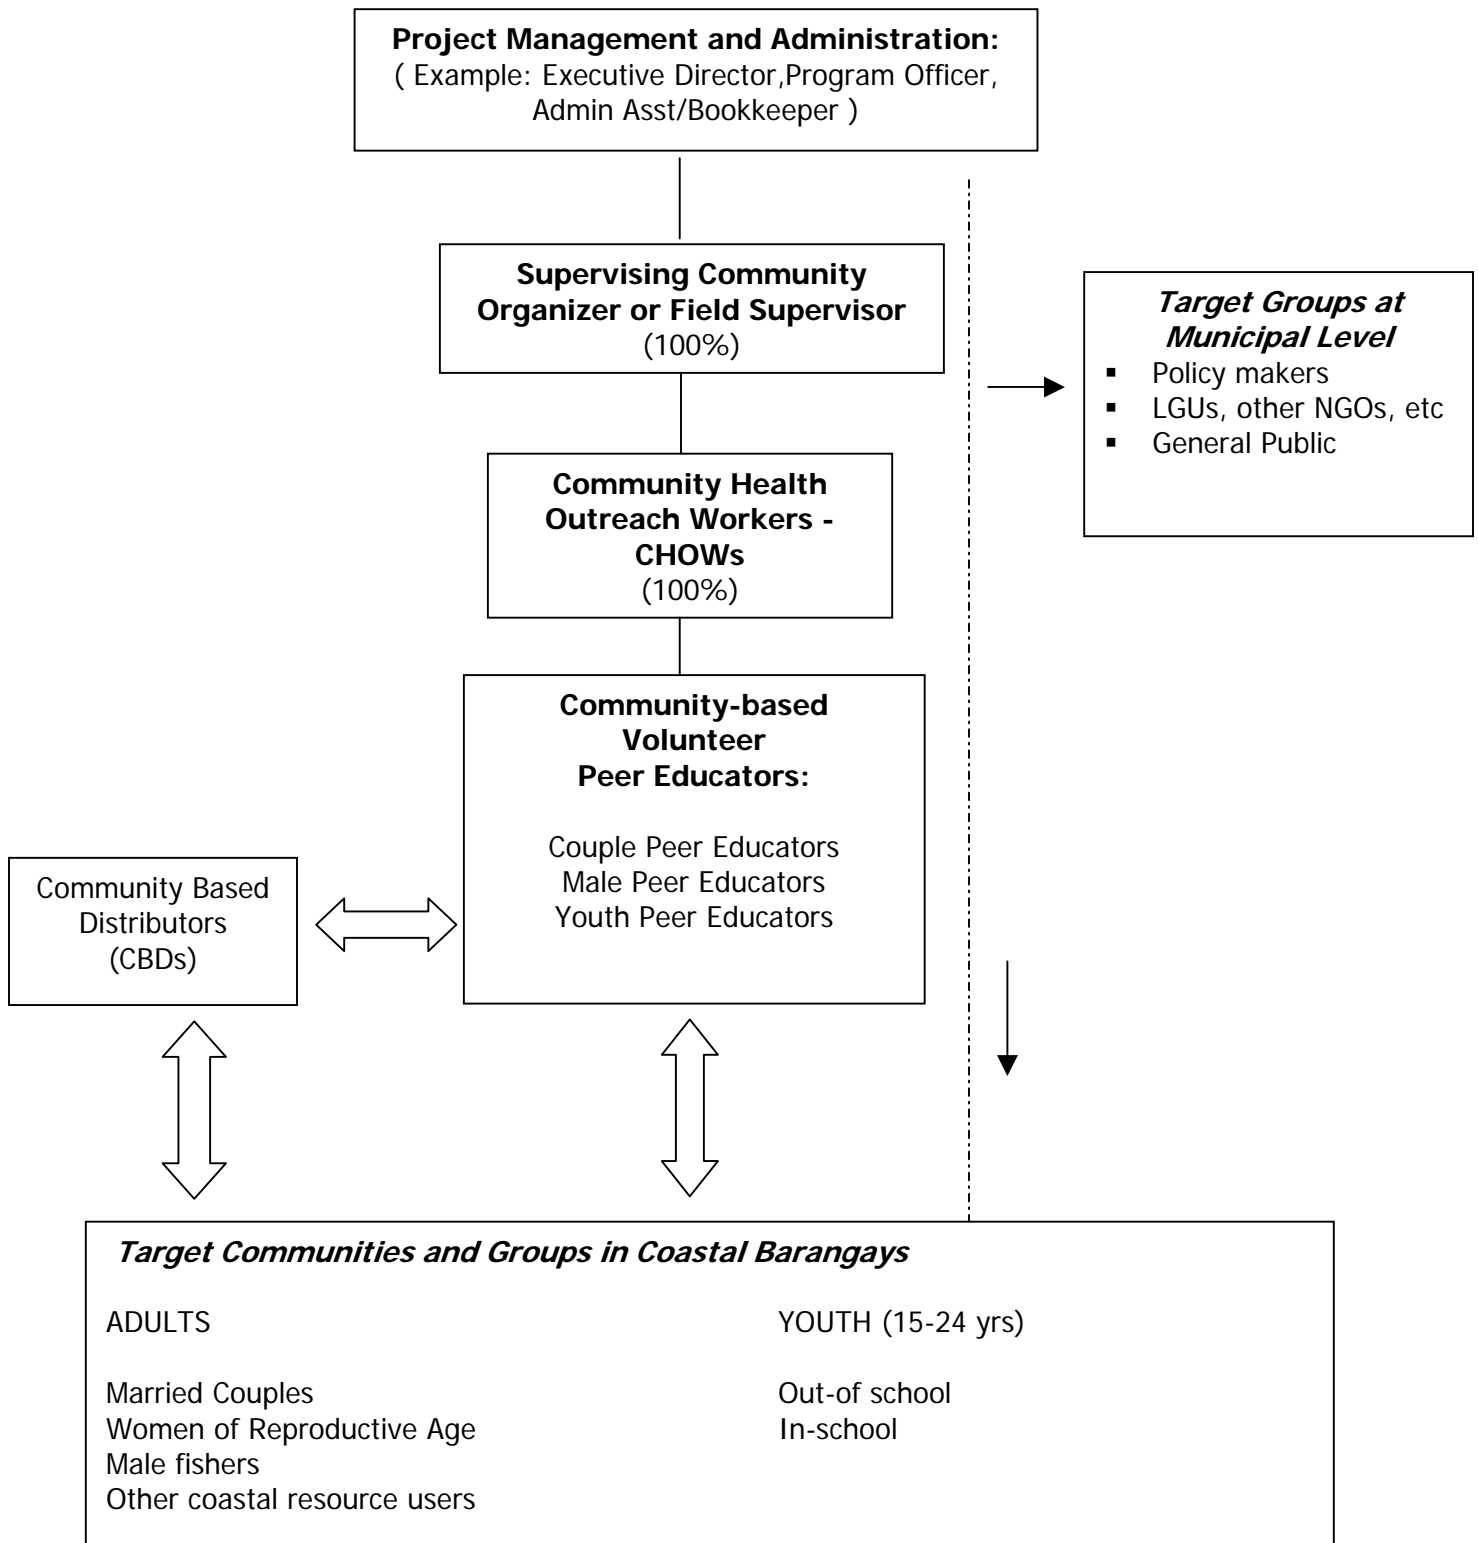 Project Management and Administration:
( Example: Executive Director,Program Officer,
Admin Asst/Bookkeeper )
Supervising Community
Organizer or Field Supervisor
(100%)
Target Groups at
Municipal Level
▪ Policy makers
▪ LGUs, other NGOs, etc
▪ General Public
Community Health
Outreach Workers -
CHOWs
(100%)
Community-based
Volunteer
Peer Educators:
Couple Peer Educators
Male Peer Educators
Youth Peer Educators
Community Based
Distributors
(CBDs)
Target Communities and Groups in Coastal Barangays
ADULTS
Married Couples
Women of Reproductive Age
Male fishers
Other coastal resource users
YOUTH (15-24 yrs)
Out-of school
In-school